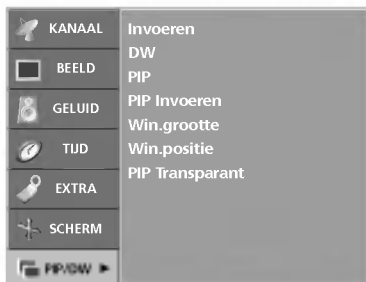 KANAAL
BEELD
GELUID
TIJD
EXTRA
SCHERM
PIP/DW ►
Invoeren
DW
PIP
PIP Invoeren
Win.grootte
Win.positie
PIP Transparant